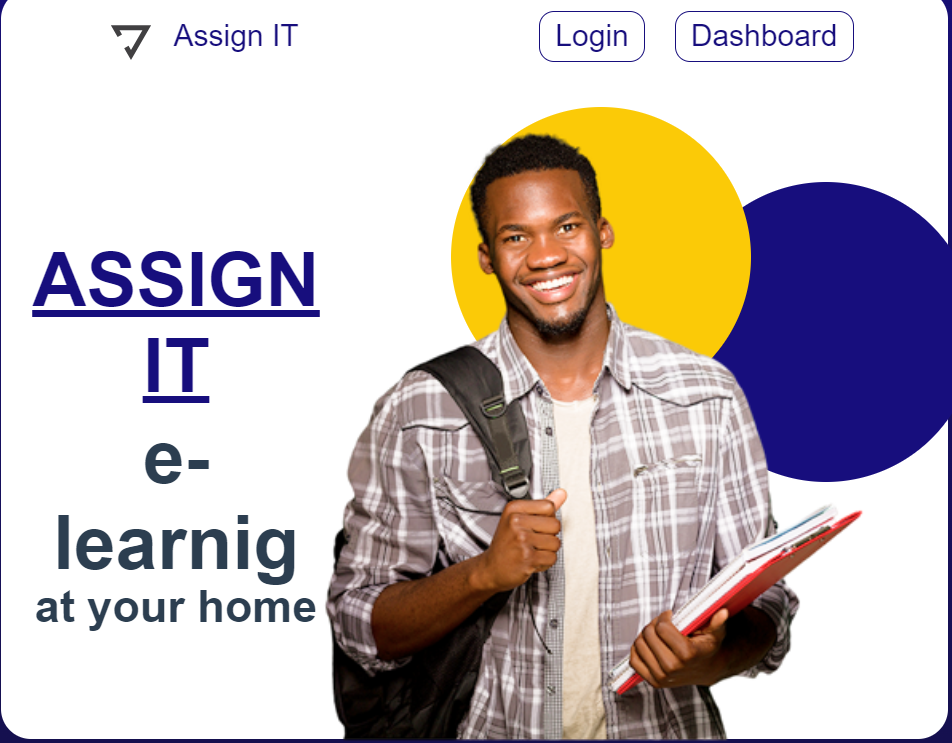 Assign IT
Login
Dashboard
ASSIGN
IT
e-
learnig
at your home